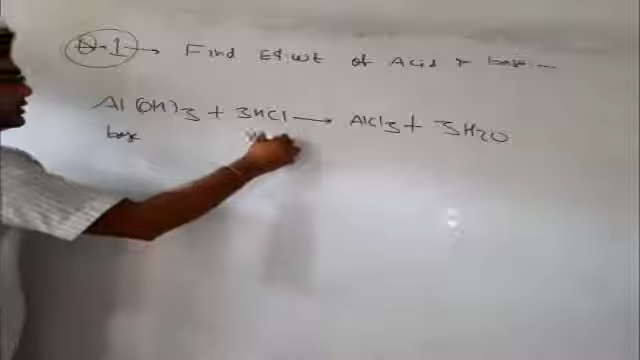 Q-1 → Find Eq.wt of Acid & base —
Al(OH)3 + 3HCl → AlCl3 + 3H2O
base